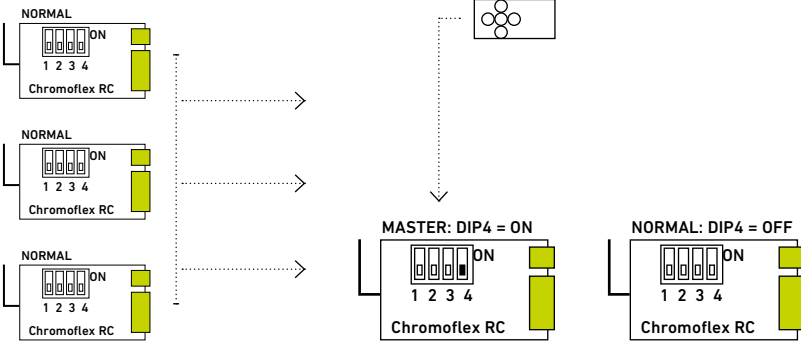 NORMAL
ON
1 2 3 4
Chromoflex RC
NORMAL
ON
1 2 3 4
Chromoflex RC
NORMAL
ON
1 2 3 4
Chromoflex RC
MASTER: DIP4 = ON
ON
1 2 3 4
Chromoflex RC
NORMAL: DIP4 = OFF
ON
1 2 3 4
Chromoflex RC